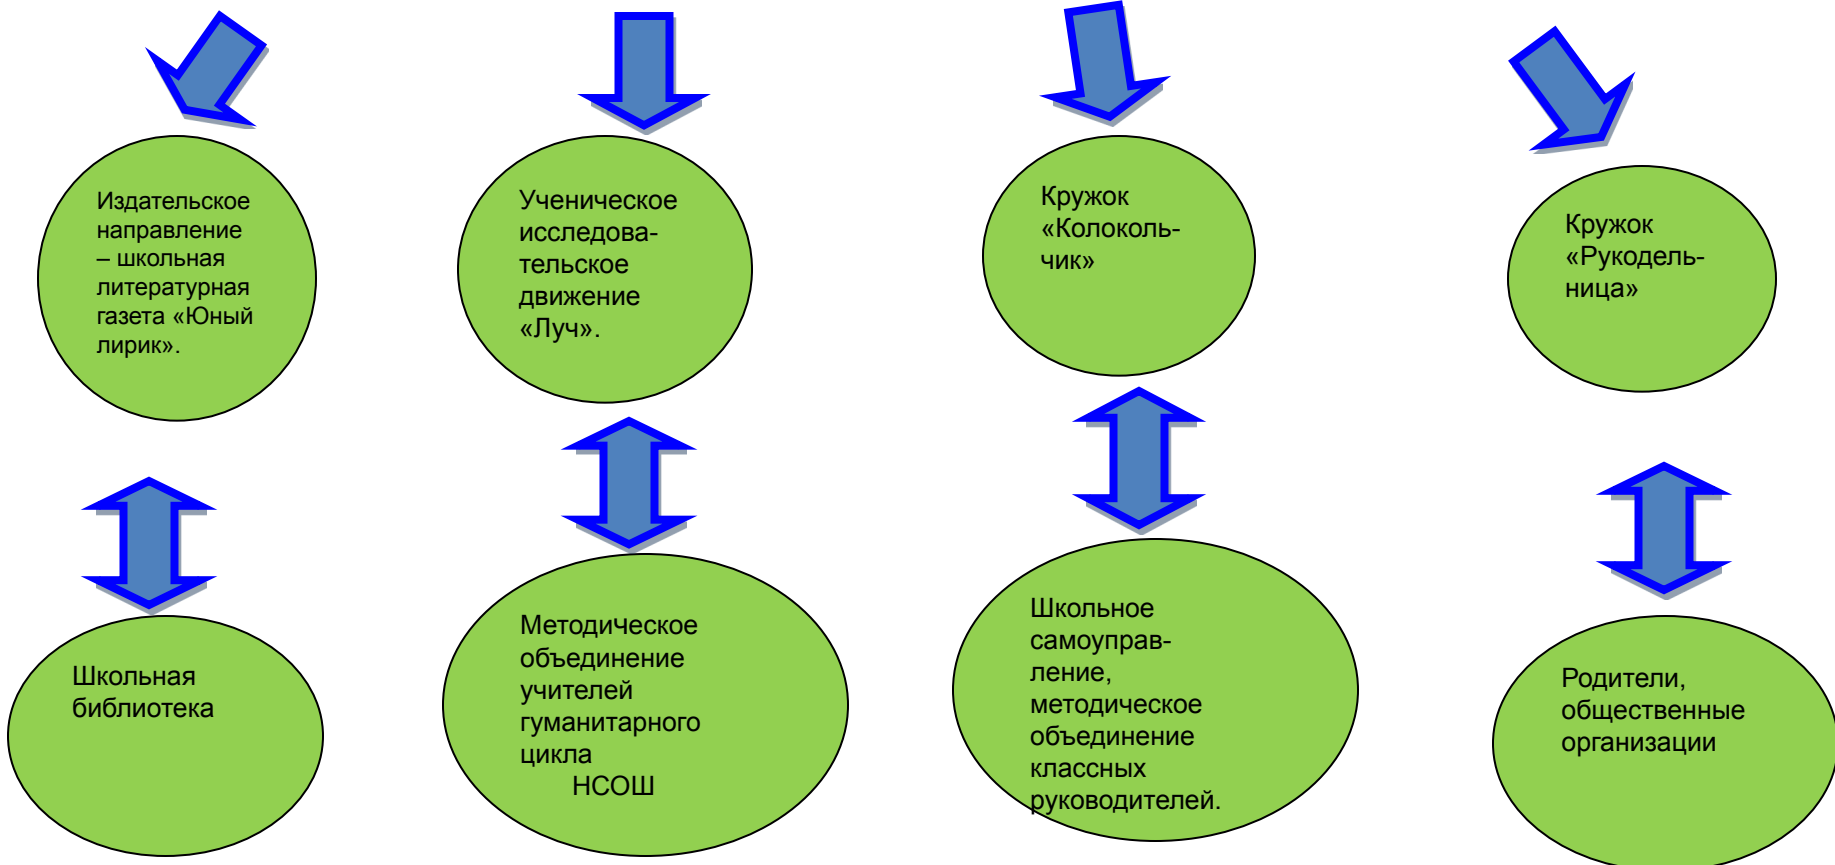 Издательское
направление
– школьная
литературная
газета «Юный
лирик».
Ученическое
исследова-
тельское
движение
«Луч».
Кружок
«Колоколь-
чик»
Кружок
«Рукодель-
ница»
Школьная
библиотека
Методическое
объединение
учителей
гуманитарного
цикла
НСОШ
Школьное
самоуправ-
ление,
методическое
объединение
классных
руководителей.
Родители,
общественные
организации